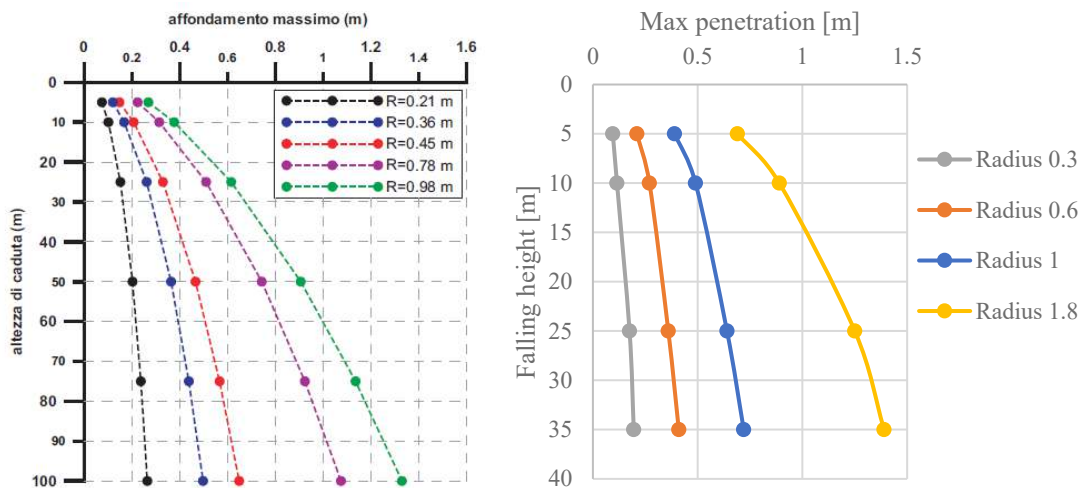 affondamento massimo (m)
0 0.4 0.8 1 1.2 1.6
0.2 0.6 1 1.4
0
10
20
30
40
50
60
70
80
90
100
altezza di caduta (m)
R=0.21 m
R=0.36 m
R=0.45 m
R=0.78 m
R=0.98 m
Max penetration [m]
0 0.5 1 1.5
0
5
10
15
20
25
30
35
40
Falling height [m]
Radius 0.3
Radius 0.6
Radius 1
Radius 1.8